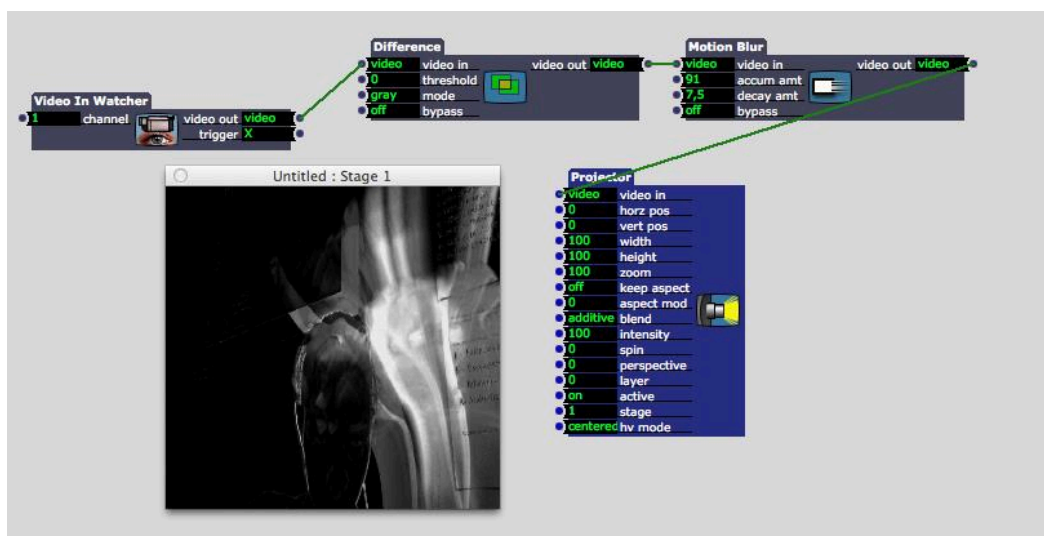 Video In Watcher
1 channel video out video
trigger X
Difference
video video in video out video
0 threshold
gray mode
off bypass
Motion Blur
video video in video out video
91 accum amt
7,5 decay amt
off bypass
Untitled : Stage 1
Projector
video video in
0 horz pos
0 vert pos
100 width
100 height
100 zoom
off keep aspect
0 aspect mod
additive blend
100 intensity
0 spin
0 perspective
0 layer
on active
1 stage
centered hv mode